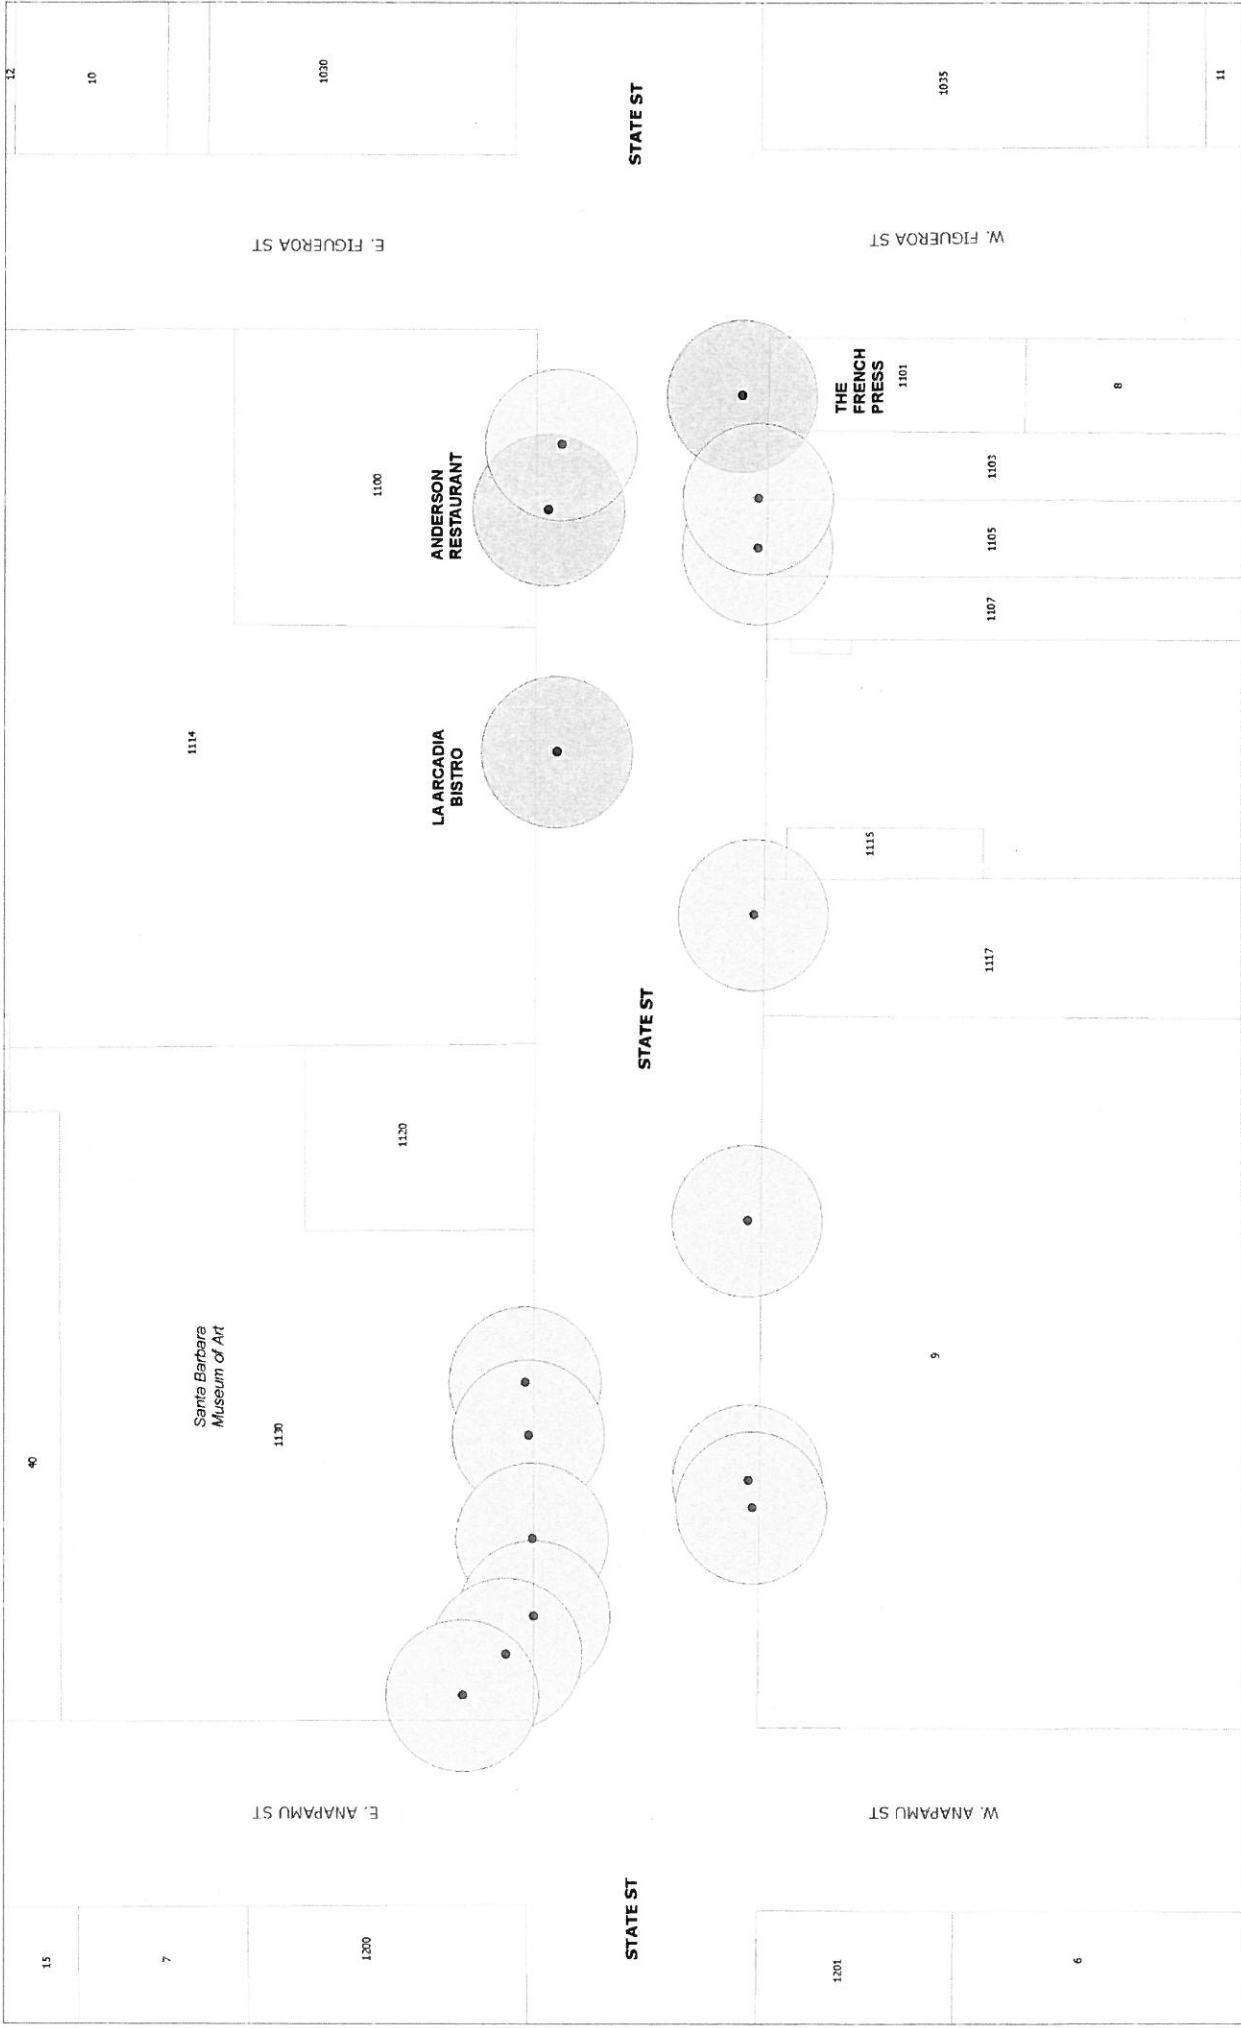 15
40
12
10
7
1114
Santa Barbara
Museum of Art
1130
E. ANAPAMU ST
E. FIGUEROA ST
1030
1200
1120
1100
LA ARCADIA
BISTRO
ANDERSON
RESTAURANT
STATE ST
STATE ST
STATE ST
1201
1115
THE
FRENCH
PRESS
1101
W. ANAPAMU ST
W. FIGUEROA ST
9
1035
1117
1107
1105
1103
6
8
11